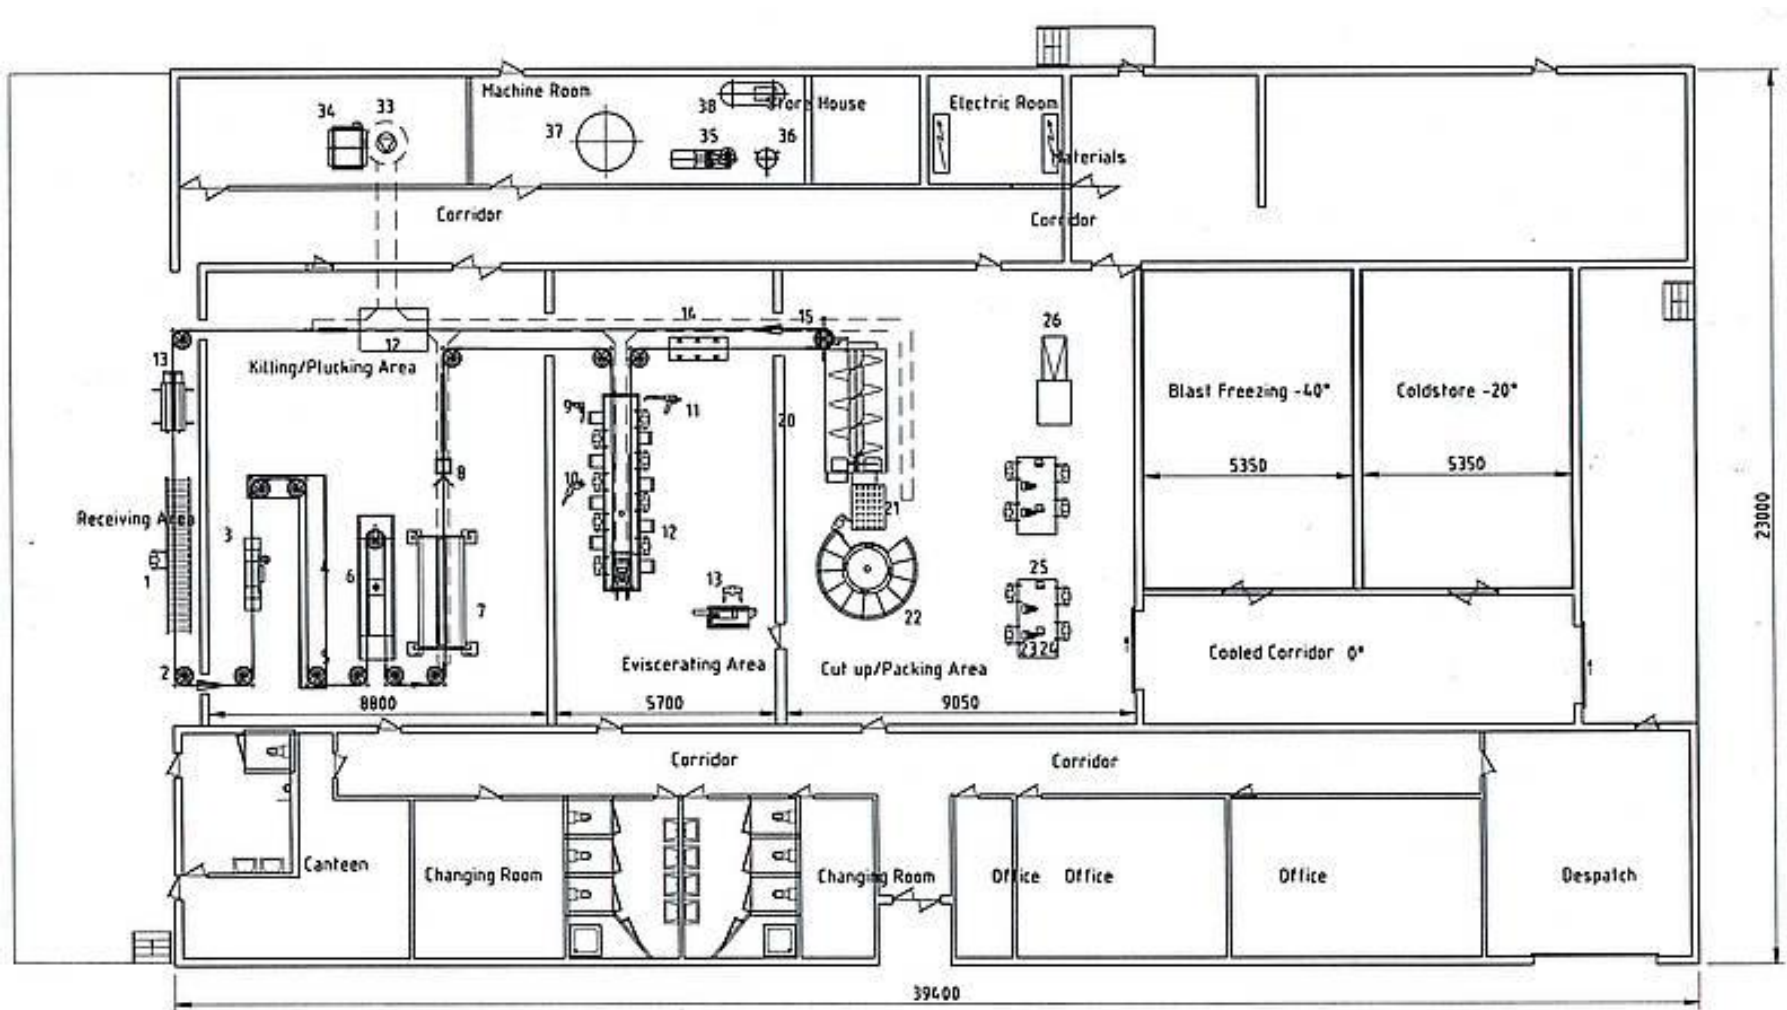 Machine Room
34
33
38
Store House
Electric Room
37
35
36
Materials
Corridor
Corridor
12
14
15
26
13
Killing/Plucking Area
9
11
20
Blast Freezing -40°
Coldstore -20°
8
5350
5350
10
Receiving Area
3
4
21
12
1
6
7
13
25
22
23000
5
2324
2
Eviscerating Area
Cut up/Packing Area
Cooled Corridor 0°
8800
5700
9050
Corridor
Corridor
Canteen
Changing Room
Changing Room
Office
Office
Office
Despatch
39400